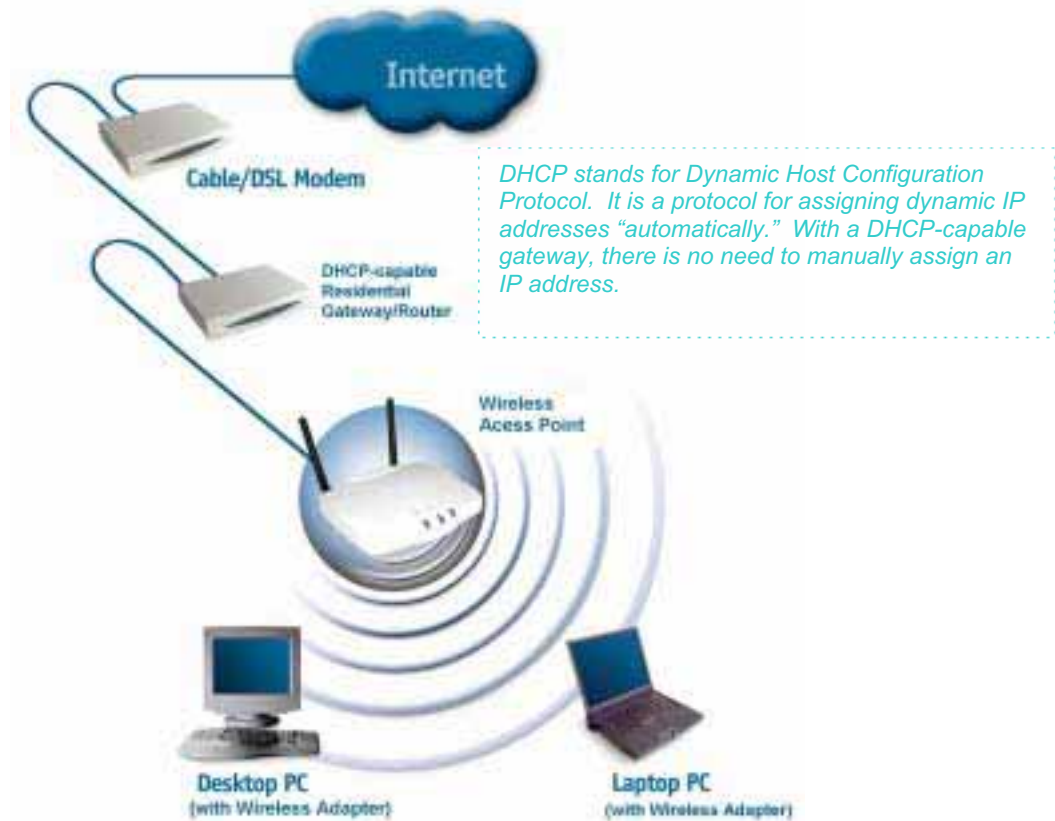 Internet
Cable/DSL Modem
DHCP stands for Dynamic Host Configuration
Protocol.  It is a protocol for assigning dynamic IP
addresses “automatically.”  With a DHCP-capable
gateway, there is no need to manually assign an
IP address.
DHCP-capable
Residential
Gateway/Router
Wireless
Acess Point
Desktop PC
(with Wireless Adapter)
Laptop PC
(with Wireless Adapter)